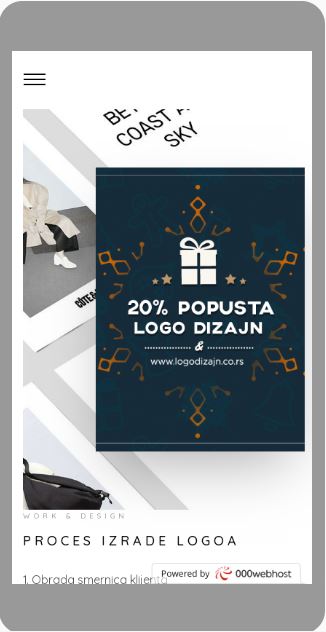 COAST A
SKY
CÔTE&
20% POPUSTA
LOGO DIZAJN
&
www.logodizajn.co.rs
WORK & DESIGN
PROCES IZRADE LOGOA
1. Obrada smernica klijenta
Powered by 000webhost